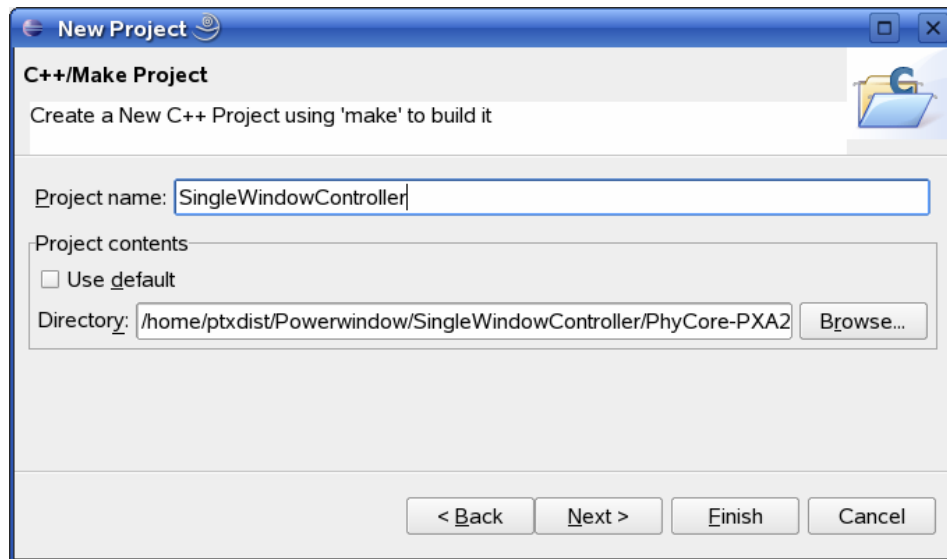 New Project
C++/Make Project
Create a New C++ Project using 'make' to build it
Project name: SingleWindowController
Project contents
Use default
Directory: /home/ptxdist/Powerwindow/SingleWindowController/PhyCore-PXA2 Browse...
< Back Next > Finish Cancel